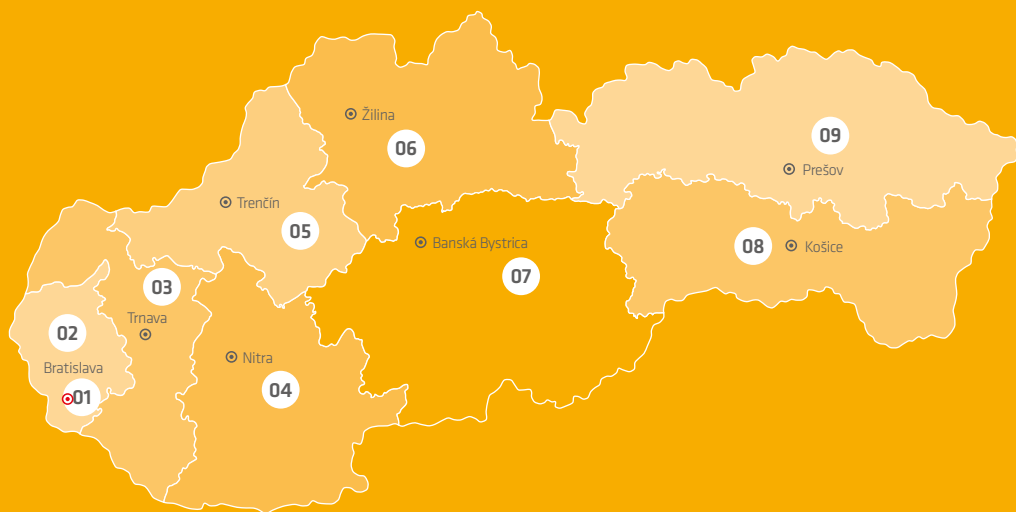 Žilina
06
09
Prešov
Trenčín
05
Banská Bystrica
08
Košice
07
03
Trnava
02
Bratislava
01
Nitra
04